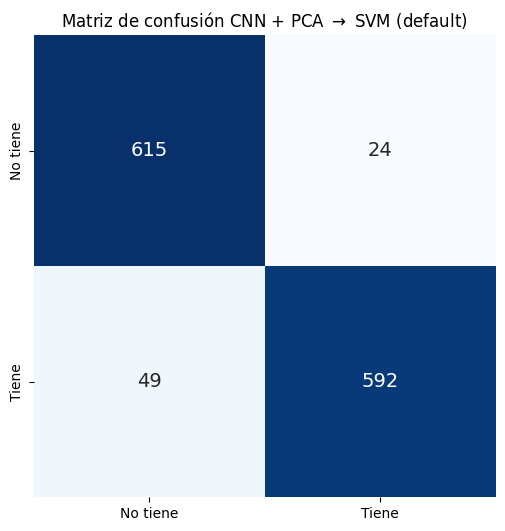 Matriz de confusión CNN + PCA → SVM (default)
No tiene
615
24
Tiene
49
592
No tiene
Tiene